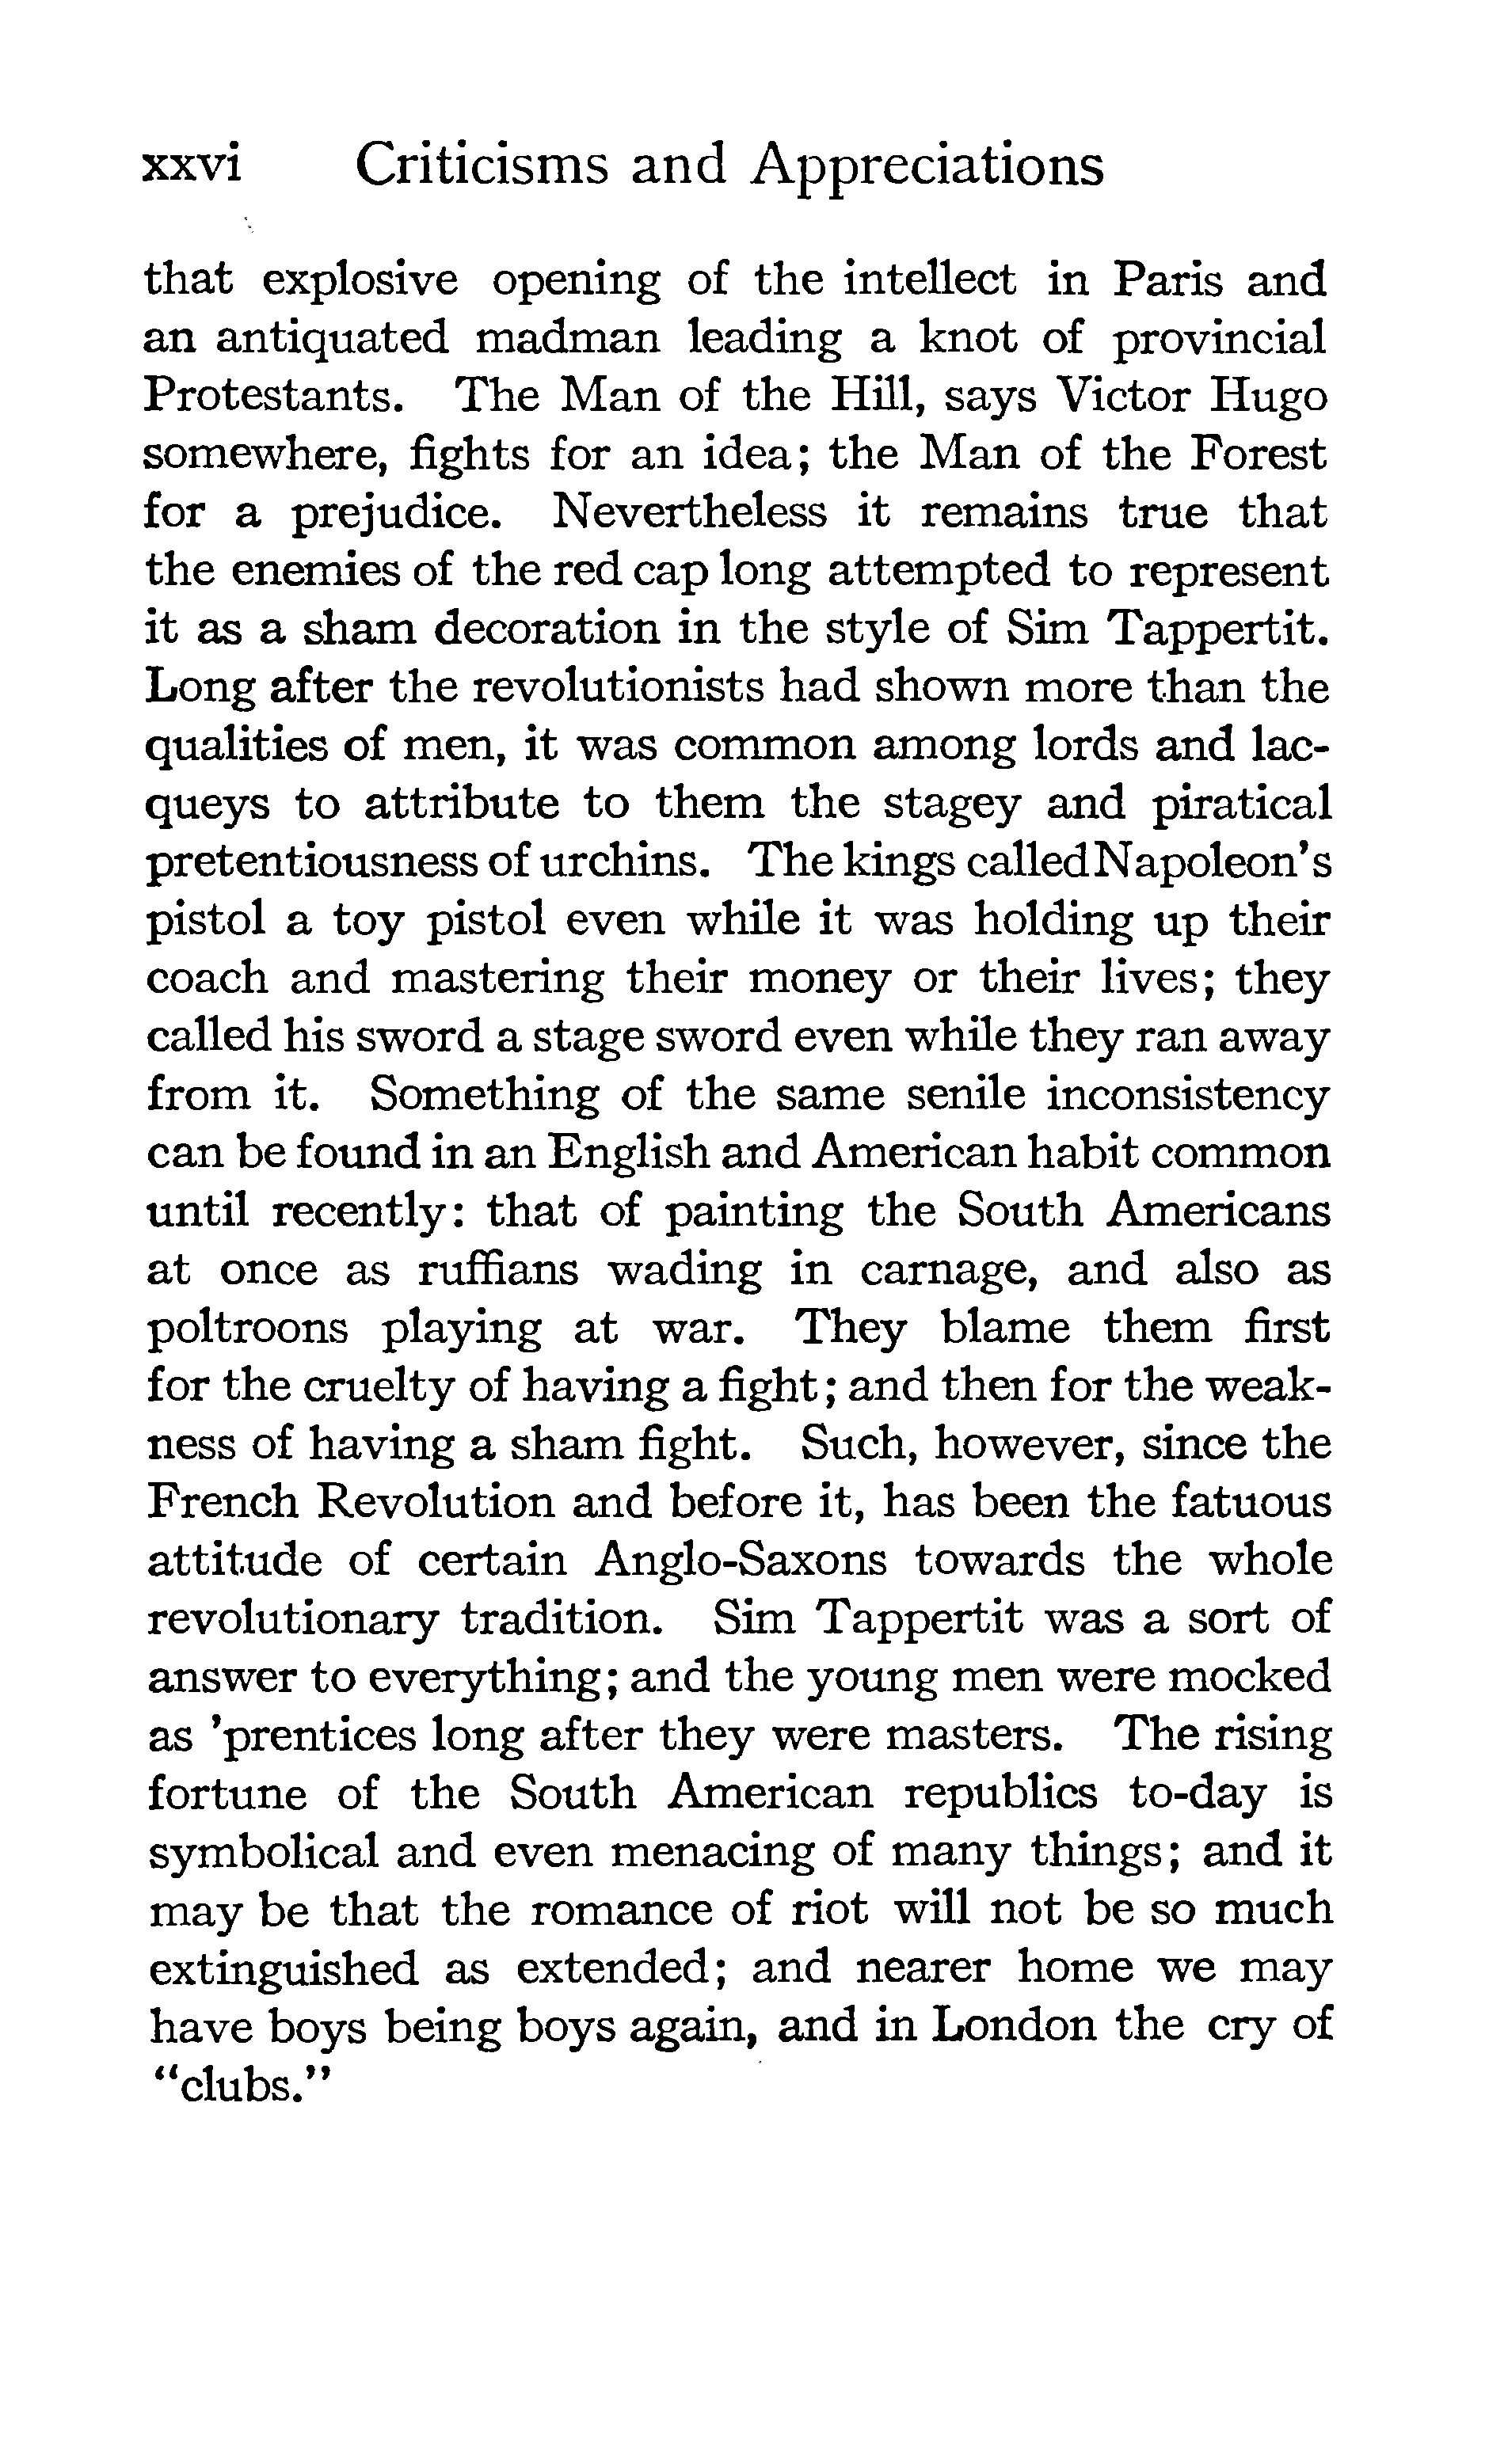 xxvi Criticisms and Appreciations
that explosive opening of the intellect in Paris and
an antiquated madman leading a knot of provincial
Protestants. The Man of the Hill, says Victor Hugo
somewhere, fights for an idea; the Man of the Forest
for a prejudice. Nevertheless it remains true that
the enemies of the red cap long attempted to represent
it as a sham decoration in the style of Sim Tappertit.
Long after the revolutionists had shown more than the
qualities of men, it was common among lords and lac-
queys to attribute to them the stagey and piratical
pretentiousness of urchins. The kings called Napoleon's
pistol a toy pistol even while it was holding up their
coach and mastering their money or their lives; they
called his sword a stage sword even while they ran away
from it. Something of the same senile inconsistency
can be found in an English and American habit common
until recently: that of painting the South Americans
at once as ruffians wading in carnage, and also as
poltroons playing at war. They blame them first
for the cruelty of having a fight; and then for the weak-
ness of having a sham fight. Such, however, since the
French Revolution and before it, has been the fatuous
attitude of certain Anglo-Saxons towards the whole
revolutionary tradition. Sim Tappertit was a sort of
answer to everything; and the young men were mocked
as 'prentices long after they were masters. The rising
fortune of the South American republics to-day is
symbolical and even menacing of many things; and it
may be that the romance of riot will not be so much
extinguished as extended; and nearer home we may
have boys being boys again, and in London the cry of
"clubs."